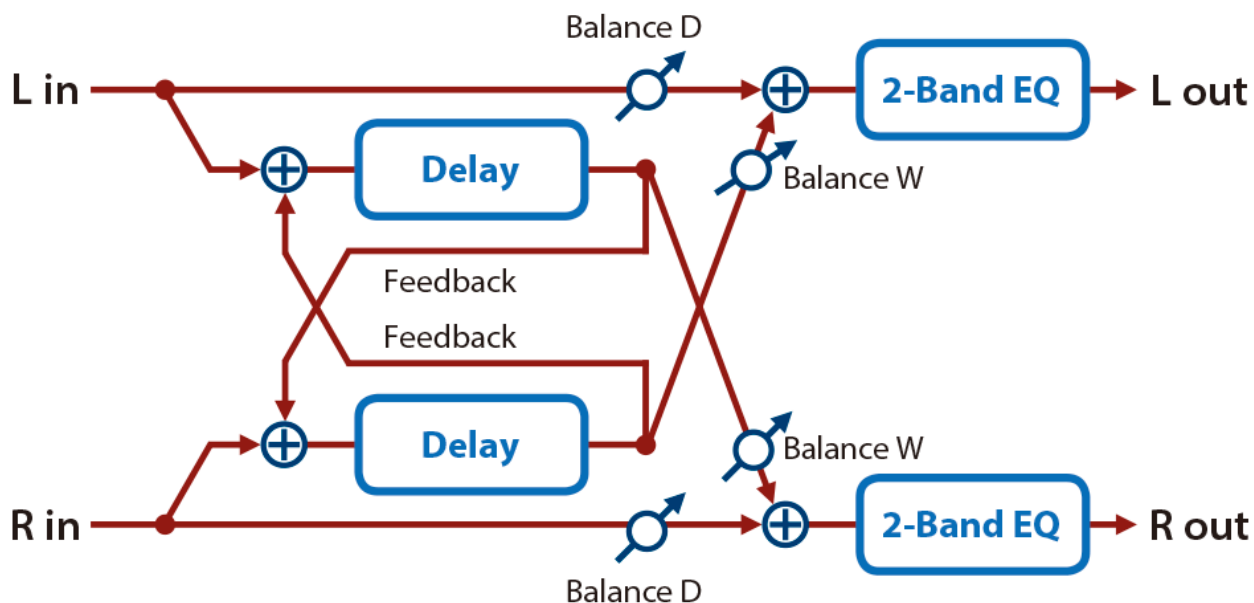 Balance D
L in
2-Band EQ
L out
Delay
Balance W
Feedback
Feedback
Delay
Balance W
R in
2-Band EQ
R out
Balance D